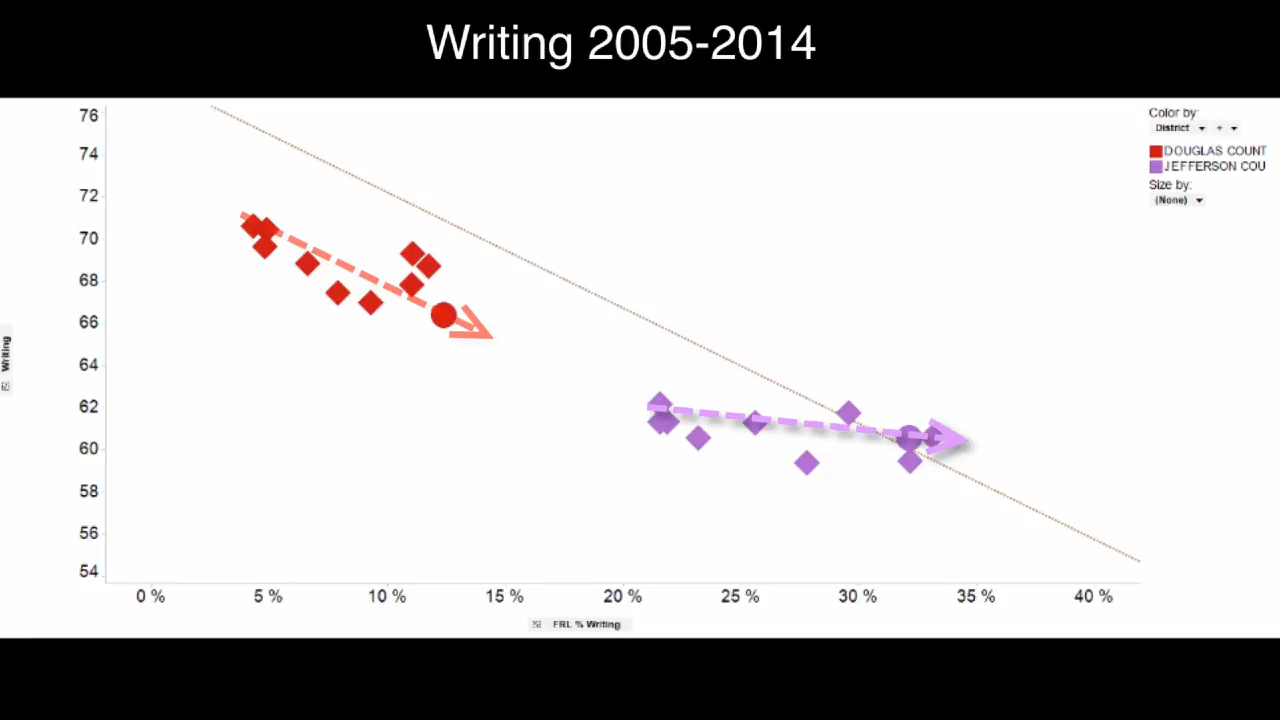 Writing 2005-2014
76
74
72
70
68
66
64
62
60
58
56
54
0 %
5 %
10 %
15 %
20 %
25 %
30 %
35 %
40 %
Writing
FRL % Writing
Color by:
District + 
DOUGLAS COUNT
JEFFERSON COU
Size by:
(None)